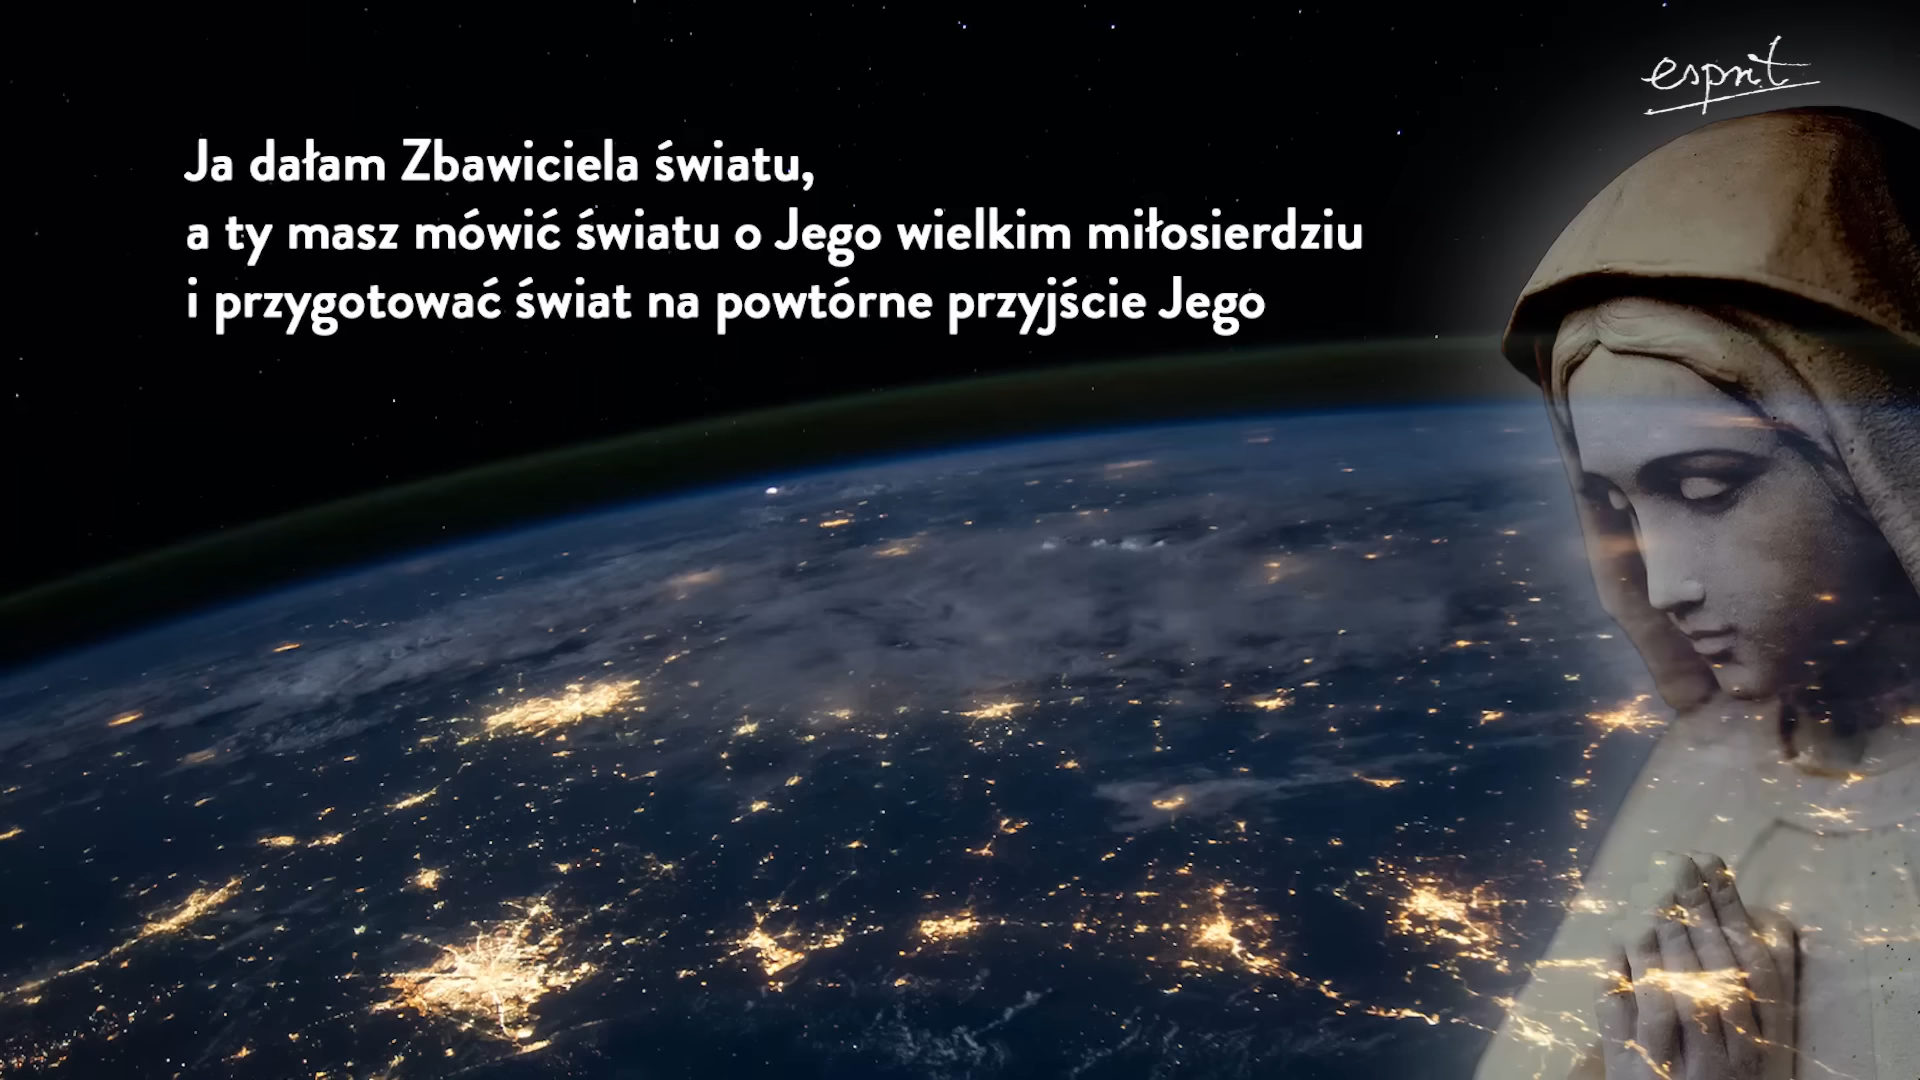 esprit
Ja dałam Zbawiciela światu,
a ty masz mówić światu o Jego wielkim miłosierdziu
i przygotować świat na powtórne przyjście Jego